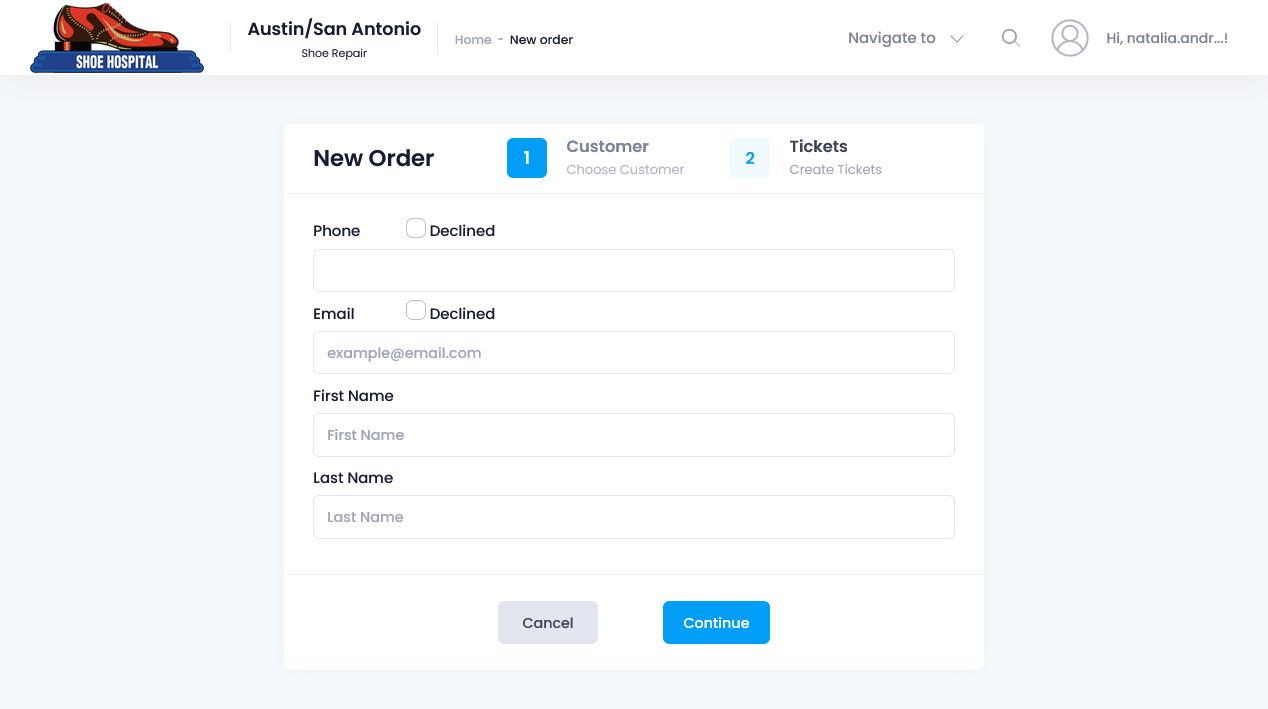 SHOE HOSPITAL
Austin/San Antonio
Shoe Repair
Home - New order
Navigate to
Hi, natalia.andr...!
New Order
1
Customer
Choose Customer
2
Tickets
Create Tickets
Phone
Declined
Email
Declined
example@email.com
First Name
First Name
Last Name
Last Name
Cancel
Continue